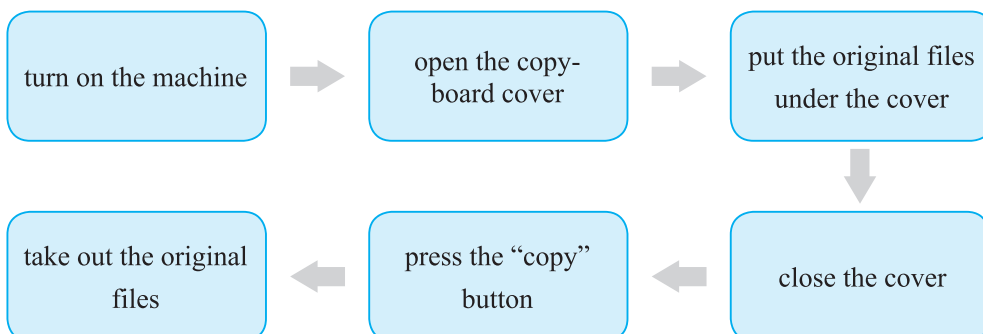 turn on the machine
open the copy-
board cover
put the original files
under the cover
close the cover
press the “copy”
button
take out the original
files